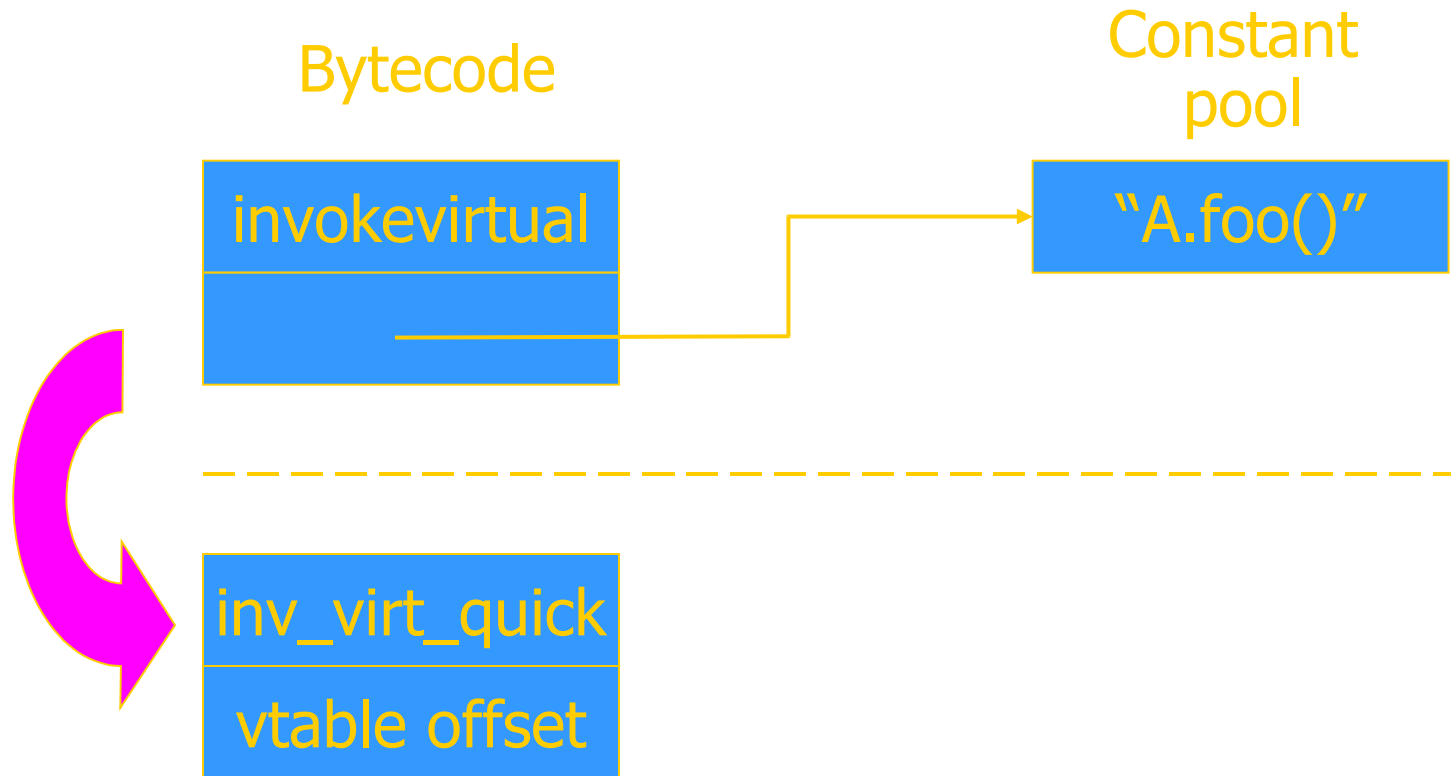 Bytecode
Constant
pool
invokevirtual
“A.foo()”
inv_virt_quick
vtable offset